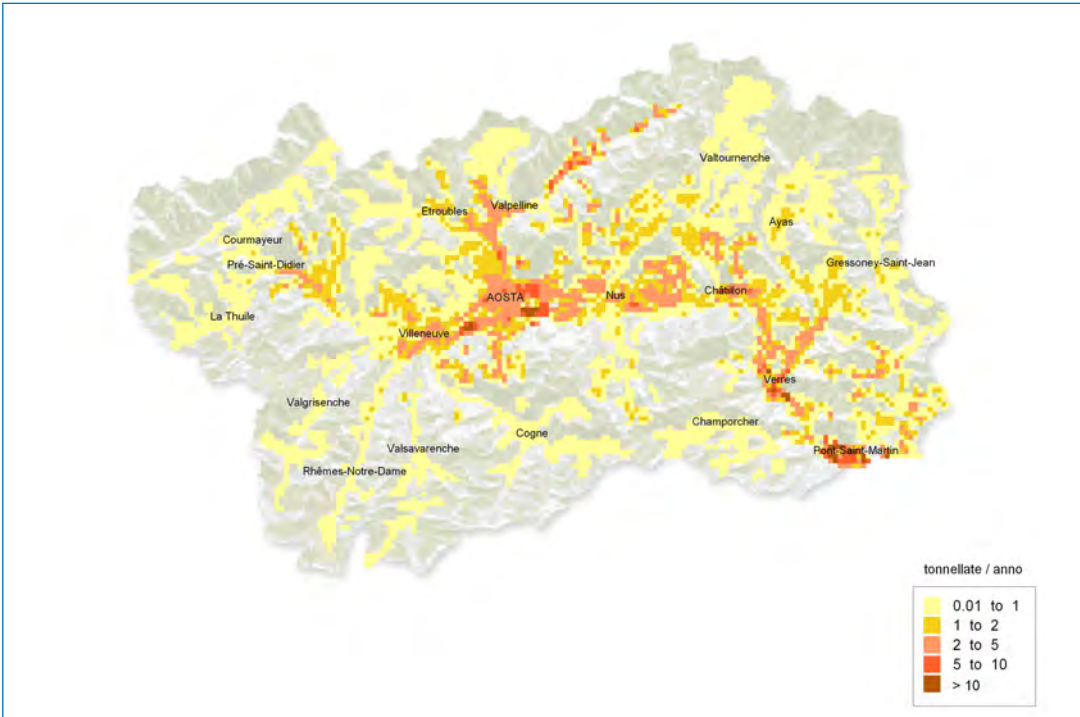 Valtournenche
Etroubles
Valpelline
Ayas
Courmayeur
Pré-Saint-Didier
Gressoney-Saint-Jean
AOSTA
Nus
Châtillon
La Thuile
Villeneuve
Verres
Valgrisenche
Champorcher
Cogne
Valsavarenche
Pont-Saint-Martin
Rhêmes-Notre-Dame
tonnellate / anno
0.01 to 1
1 to 2
2 to 5
5 to 10
> 10